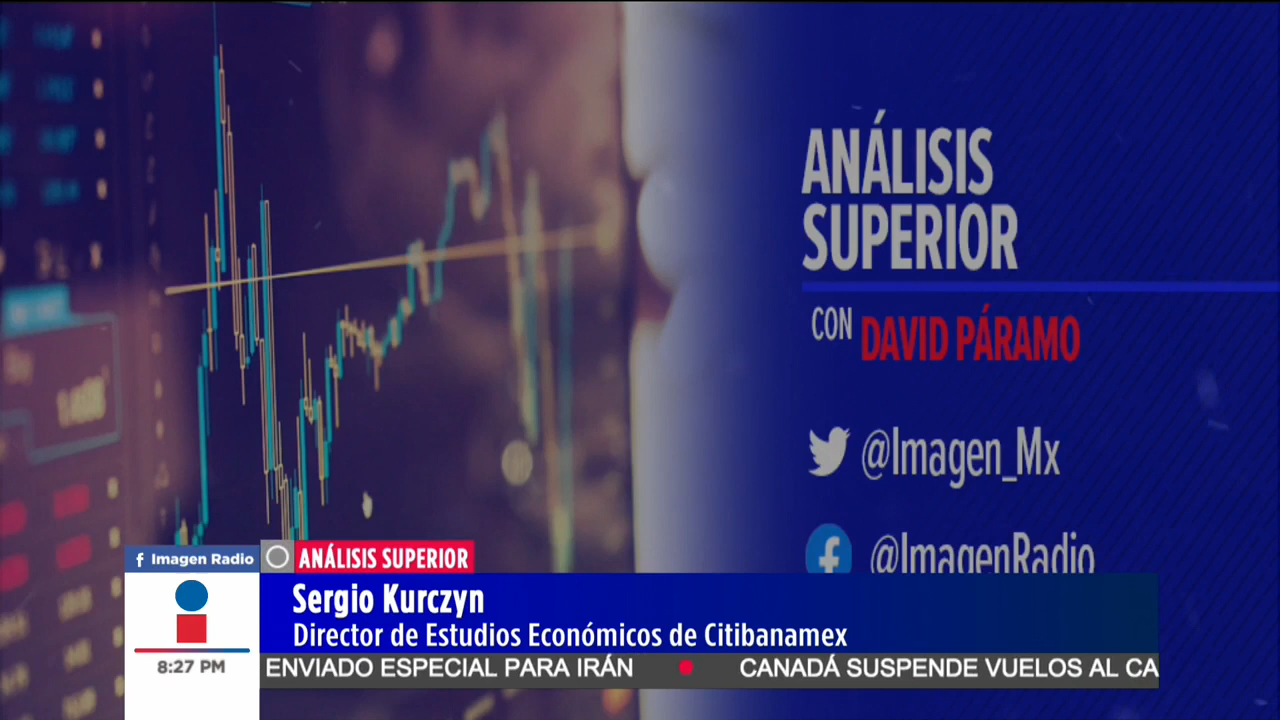 ANÁLISIS
SUPERIOR
CON DAVID PÁRAMO
@Imagen_Mx
@ImagenRadio
f Imagen Radio
ANÁLISIS SUPERIOR
Sergio Kurczyn
Director de Estudios Económicos de Citibanamex
8:27 PM
ENVIADO ESPECIAL PARA IRÁN • CANADÁ SUSPENDE VUELOS AL CA